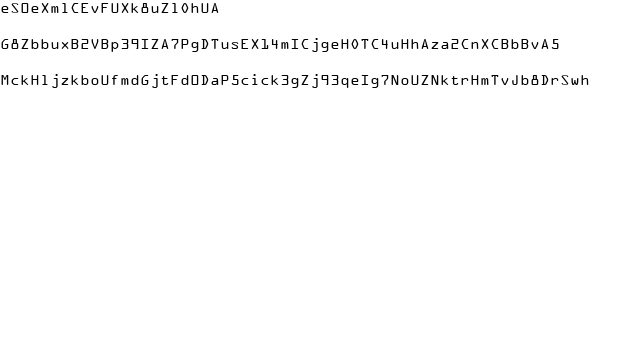 eSOeXmlCEvFUXk8uZl0hUA
G8ZbbuxB2VBp39IZA7PgDTusEX14mICjgeH0TC4uHhAza2CnXCBbBvA5
MckHljzkboUfmdGjtFdODaP5cick3gZj93qeIg7NoUZNktrHmTvJb8DrSwh